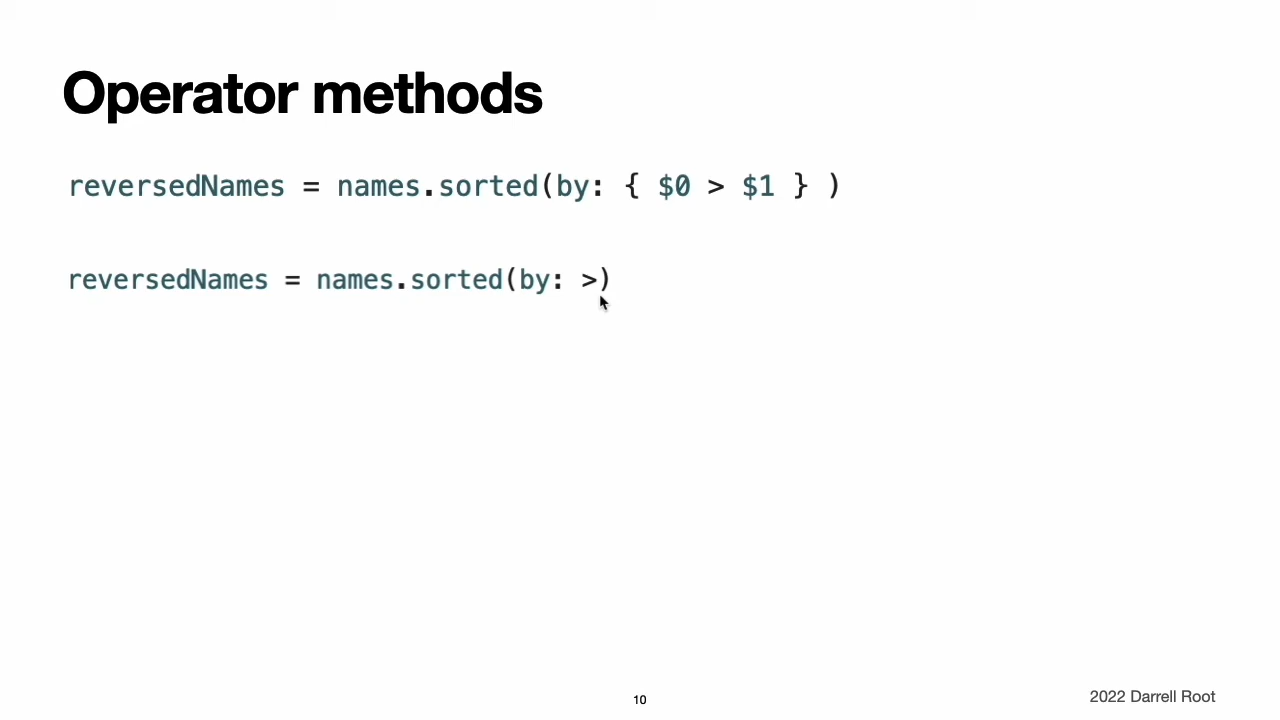 Operator methods
reversedNames = names.sorted(by: { $0 > $1 } )
reversedNames = names.sorted(by: >)
10
2022 Darrell Root